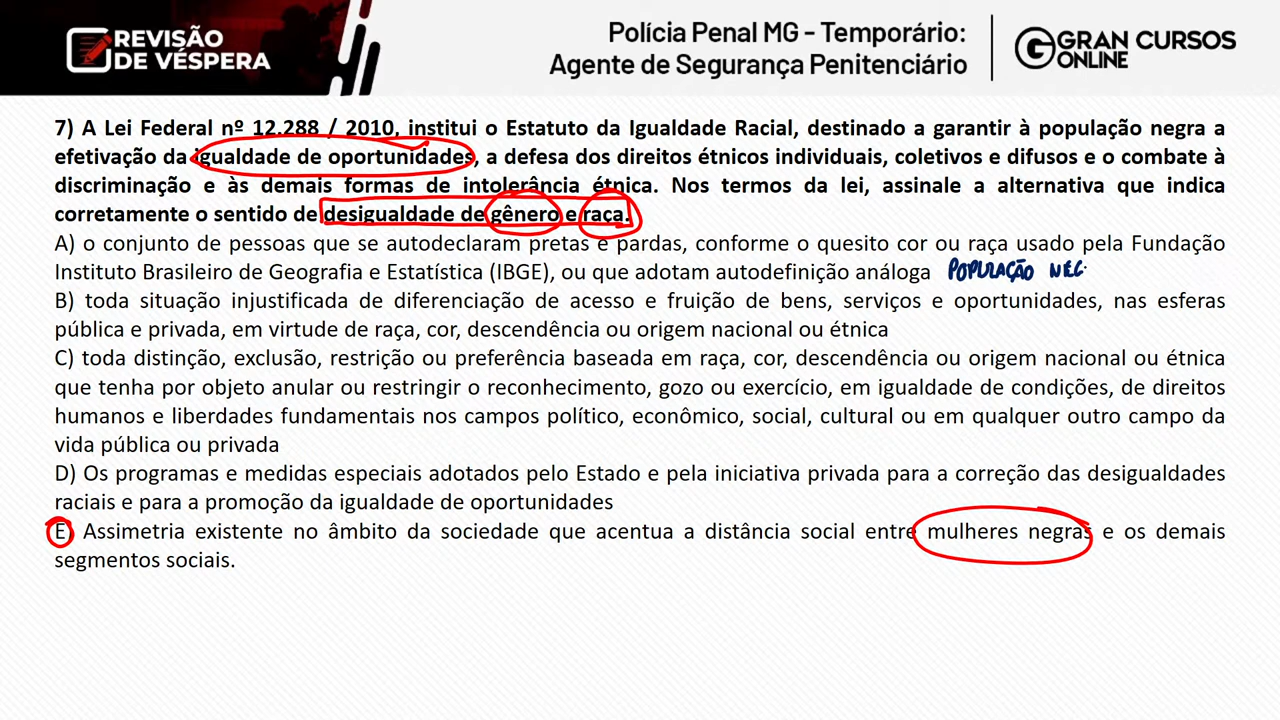 REVISÃO
DE VÉSPERA
Polícia Penal MG - Temporário:
Agente de Segurança Penitenciário
GRAN CURSOS
ONLINE
7) A Lei Federal nº 12.288 / 2010, institui o Estatuto da Igualdade Racial, destinado a garantir à população negra a
efetivação da igualdade de oportunidades, a defesa dos direitos étnicos individuais, coletivos e difusos e o combate à
discriminação e às demais formas de intolerância étnica. Nos termos da lei, assinale a alternativa que indica
corretamente o sentido de desigualdade de gênero e raça.
A) o conjunto de pessoas que se autodeclaram pretas e pardas, conforme o quesito cor ou raça usado pela Fundação
Instituto Brasileiro de Geografia e Estatística (IBGE), ou que adotam autodefinição análoga POPULAÇÃO NEG
B) toda situação injustificada de diferenciação de acesso e fruição de bens, serviços e oportunidades, nas esferas
pública e privada, em virtude de raça, cor, descendência ou origem nacional ou étnica
C) toda distinção, exclusão, restrição ou preferência baseada em raça, cor, descendência ou origem nacional ou étnica
que tenha por objeto anular ou restringir o reconhecimento, gozo ou exercício, em igualdade de condições, de direitos
humanos e liberdades fundamentais nos campos político, econômico, social, cultural ou em qualquer outro campo da
vida pública ou privada
D) Os programas e medidas especiais adotados pelo Estado e pela iniciativa privada para a correção das desigualdades
raciais e para a promoção da igualdade de oportunidades
E) Assimetria existente no âmbito da sociedade que acentua a distância social entre mulheres negras e os demais
segmentos sociais.